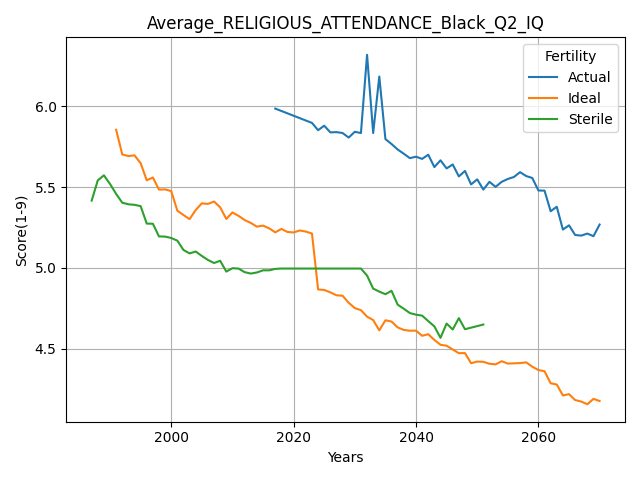 Average_RELIGIOUS_ATTENDANCE_Black_Q2_IQ
Fertility
Actual
Ideal
Sterile
Score(1-9)
6.0
5.5
5.0
4.5
2000
2020
2040
2060
Years